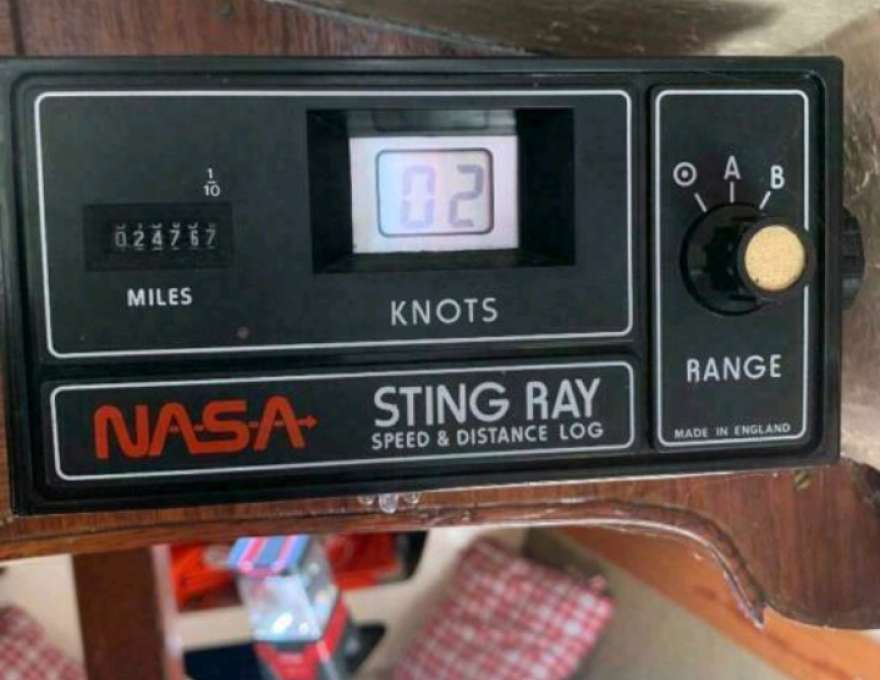 1/10
024767
MILES
02
KNOTS
A
B
RANGE
MADE IN ENGLAND
NASA
STING RAY
SPEED & DISTANCE LOG